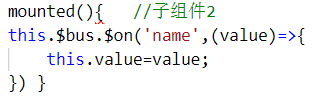 mounted(){   //子组件2
this.$bus.$on('name',(value)=>{
    this.value=value;
}) }